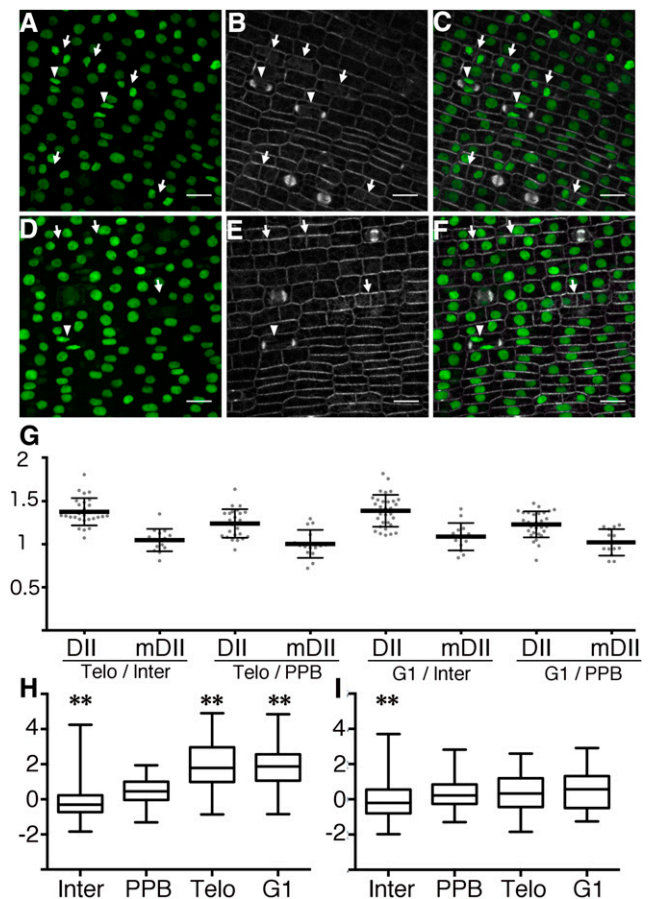 A B C
D E F
G
2
1.5
1
0.5
DII mDII DII mDII DII mDII DII mDII
Telo / Inter Telo / PPB G1 / Inter G1 / PPB
H
** ** **
4
2
0
-2
Inter PPB Telo G1
I
**
4
2
0
-2
Inter PPB Telo G1